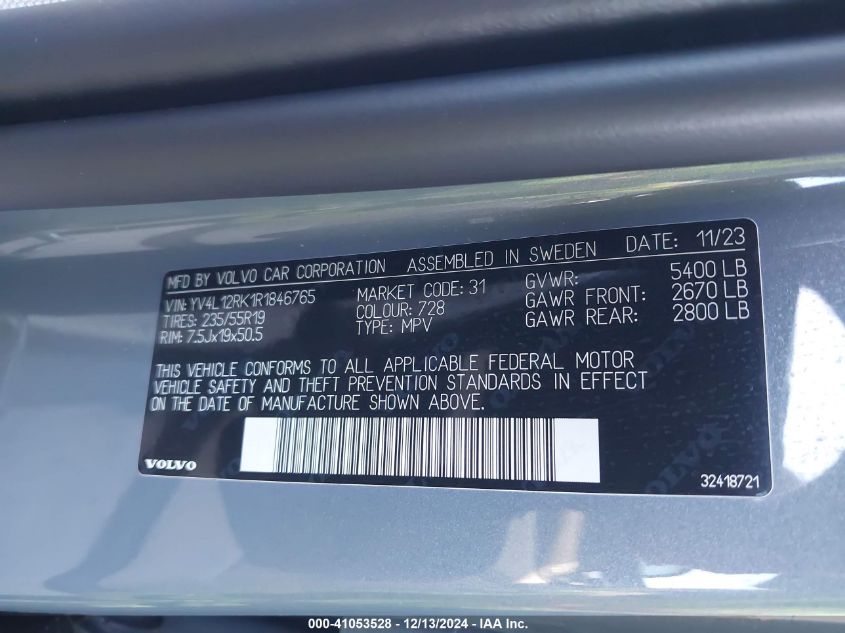 MFD BY VOLVO CAR CORPORATION ASSEMBLED IN SWEDEN DATE: 11/23
VIN: YV4L12RK1R1846765 MARKET CODE: 31 GVWR: 5400 LB
TIRES: 235/55R19 COLOUR: 728 GAWR FRONT: 2670 LB
RIM: 7.5Jx19x50.5 TYPE: MPV GAWR REAR: 2800 LB
THIS VEHICLE CONFORMS TO ALL APPLICABLE FEDERAL MOTOR
VEHICLE SAFETY AND THEFT PREVENTION STANDARDS IN EFFECT
ON THE DATE OF MANUFACTURE SHOWN ABOVE.
VOLVO 32418721
000-41053528 - 12/13/2024 - IAA Inc.